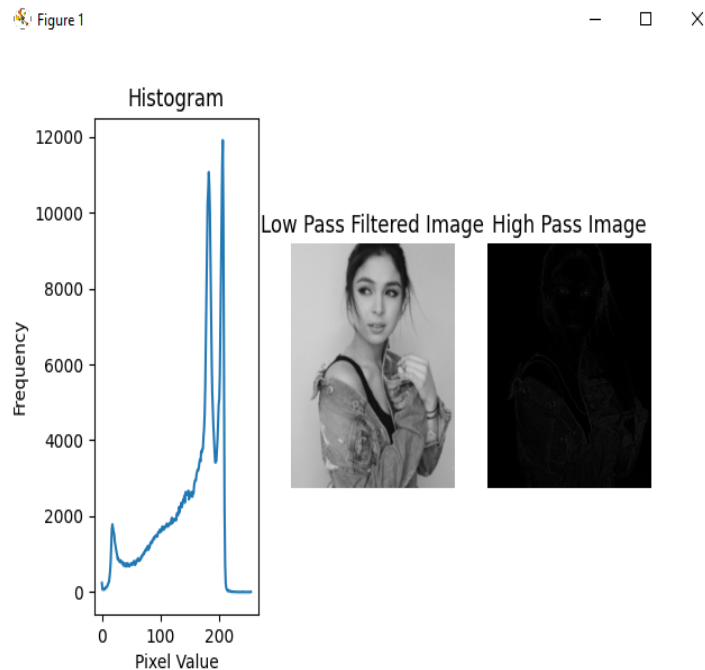 Figure 1
Histogram
12000
10000
8000
6000
4000
2000
0
Frequency
0 100 200
Pixel Value
Low Pass Filtered Image
High Pass Image